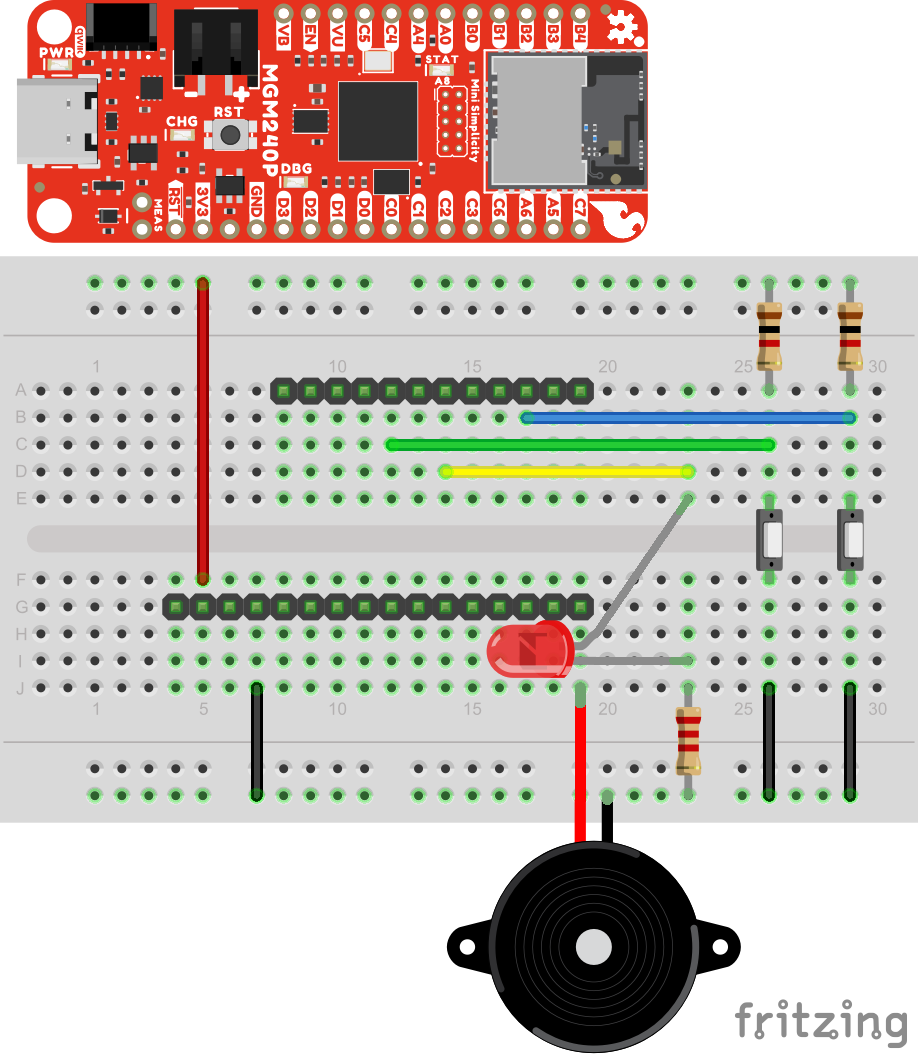 VB EN VU C5 C4 A4 A0 B0 B1 B2 B3 B4
QWIIC
PWR
STAT
A8
CHG
RST
MGM240P
Mini Simplicity
DBG
MEAS
RST 3V3 GND D3 D2 D1 D0 C0 C1 C2 C3 C6 A6 A5 C7
1 10 15 20 25 30
A
B
C
D
E
F
G
H
I
J
1 5 10 15 20 25 30
fritzing